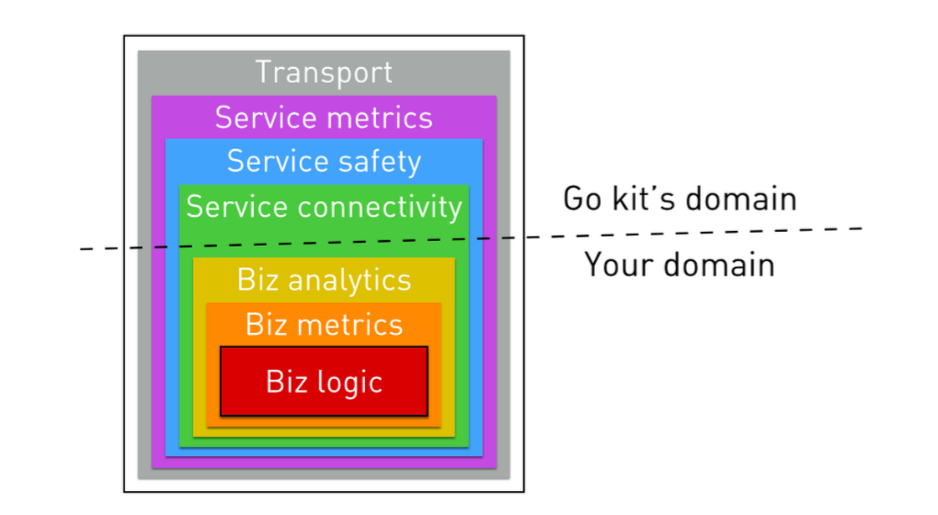 Transport
Service metrics
Service safety
Service connectivity
Go kit's domain
Your domain
Biz analytics
Biz metrics
Biz logic